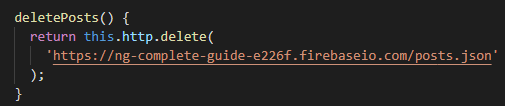 deletePosts() {
return this.http.delete(
'https://ng-complete-guide-e226f.firebaseio.com/posts.json'
);
}